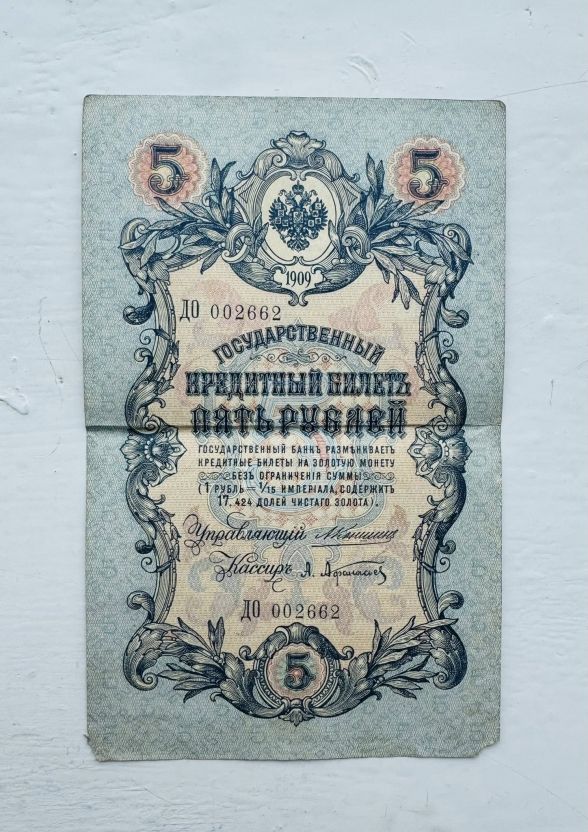 5 5
1909
ДО 002662
ГОСУДАРСТВЕННЫЙ
КРЕДИТНЫЙ БИЛЕТЪ
ПЯТЬ РУБЛЕЙ
ГОСУДАРСТВЕННЫЙ БАНКЪ РАЗМѢНИВАЕТЪ
КРЕДИТНЫЕ БИЛЕТЫ НА ЗОЛОТУЮ МОНЕТУ
БЕЗЪ ОГРАНИЧЕНІЯ СУММЫ
(1 РУБЛЬ = 1/15 ИМПЕРІАЛА, СОДЕРЖИТЪ
17,424 ДОЛЕЙ ЧИСТАГО ЗОЛОТА).
Управляющій
Кассиръ
ДО 002662
5